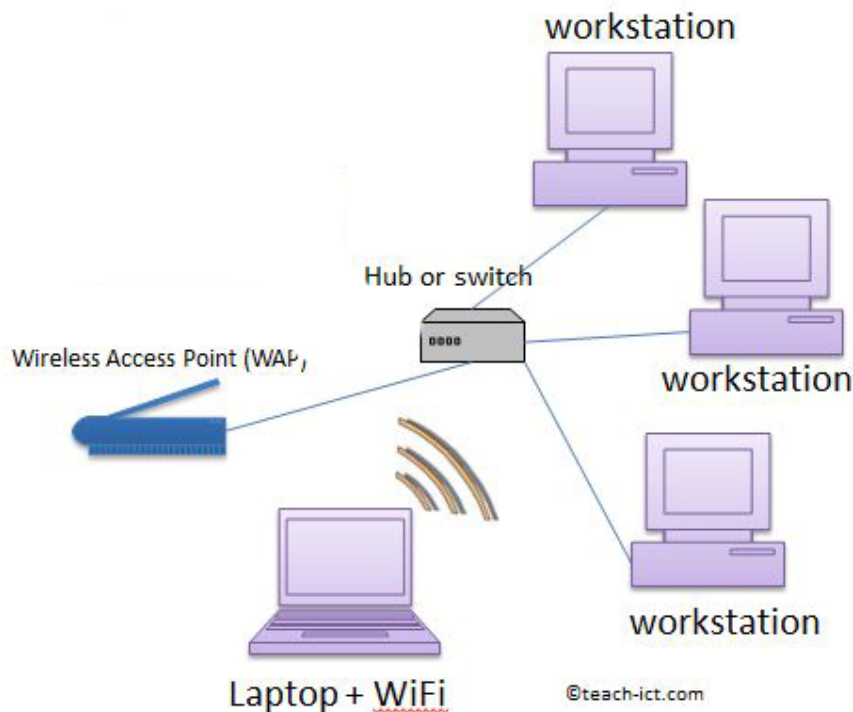 workstation
Hub or switch
Wireless Access Point (WAP)
workstation
workstation
Laptop + WiFi
©teach-ict.com